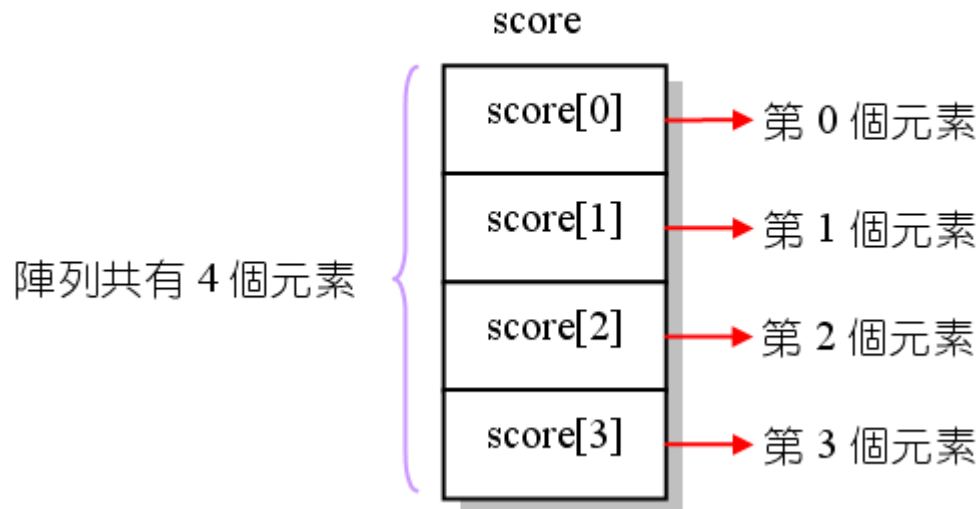 score
score[0]
第 0 個元素
score[1]
第 1 個元素
陣列共有 4 個元素
score[2]
第 2 個元素
score[3]
第 3 個元素